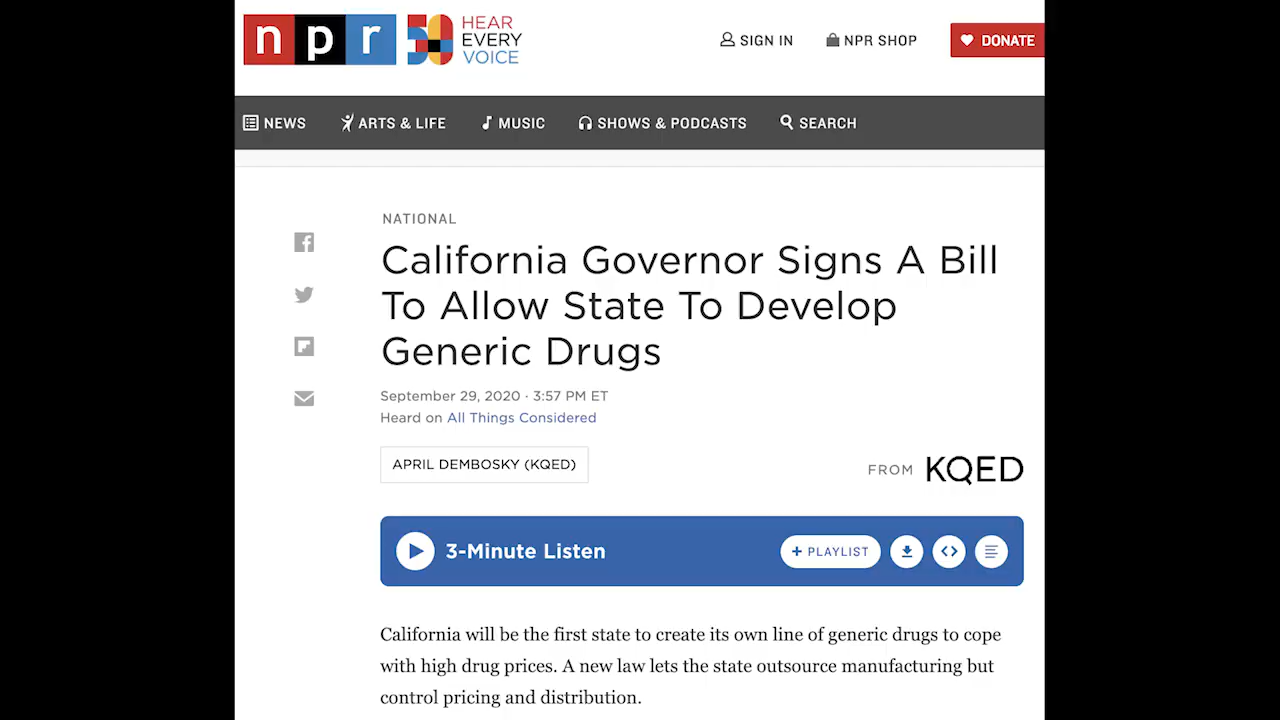 npr 50 HEAR
EVERY
VOICE
SIGN IN
NPR SHOP
DONATE
NEWS
ARTS & LIFE
MUSIC
SHOWS & PODCASTS
SEARCH
NATIONAL
California Governor Signs A Bill
To Allow State To Develop
Generic Drugs
September 29, 2020 · 3:57 PM ET
Heard on All Things Considered
APRIL DEMBOSKY (KQED)
FROM KQED
3-Minute Listen
+ PLAYLIST
California will be the first state to create its own line of generic drugs to cope
with high drug prices. A new law lets the state outsource manufacturing but
control pricing and distribution.